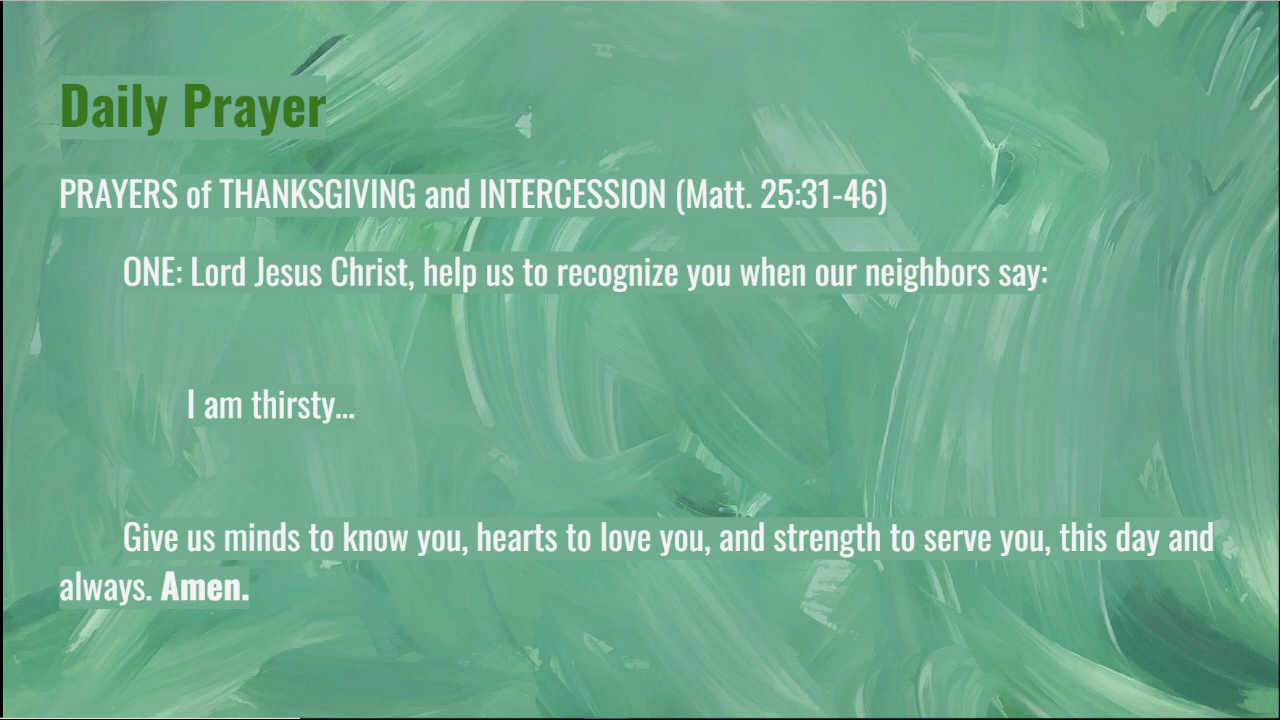 Daily Prayer
PRAYERS of THANKSGIVING and INTERCESSION (Matt. 25:31-46)
ONE: Lord Jesus Christ, help us to recognize you when our neighbors say:
I am thirsty...
Give us minds to know you, hearts to love you, and strength to serve you, this day and
always. Amen.